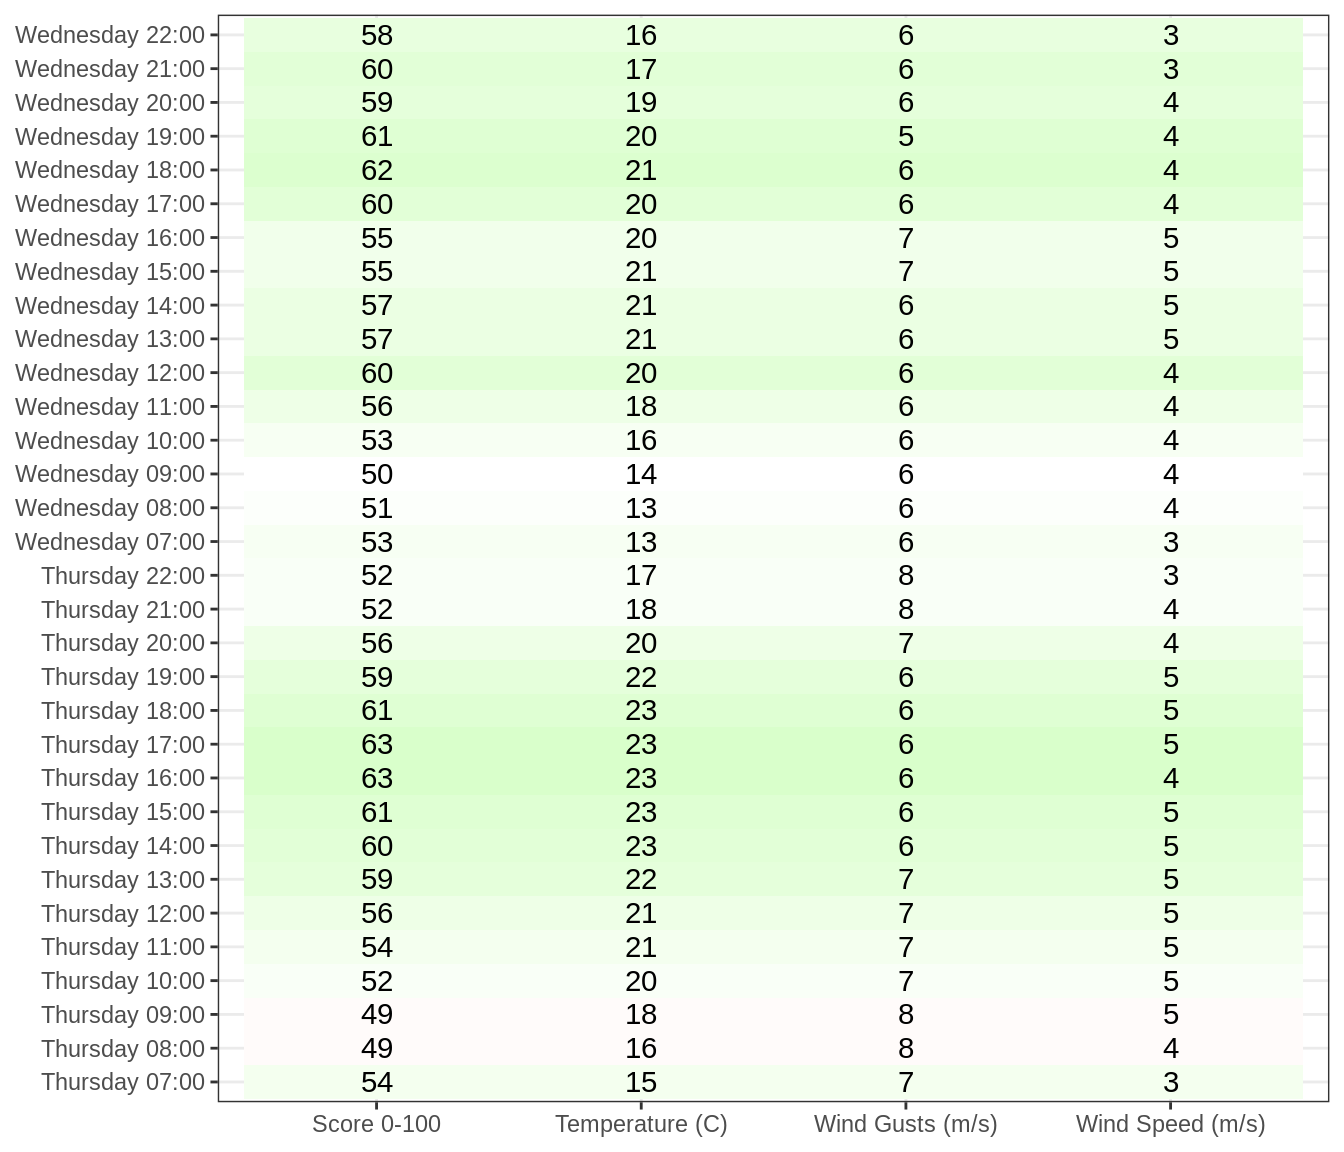 Wednesday 22:00 58 16 6 3
Wednesday 21:00 60 17 6 3
Wednesday 20:00 59 19 6 4
Wednesday 19:00 61 20 5 4
Wednesday 18:00 62 21 6 4
Wednesday 17:00 60 20 6 4
Wednesday 16:00 55 20 7 5
Wednesday 15:00 55 21 7 5
Wednesday 14:00 57 21 6 5
Wednesday 13:00 57 21 6 5
Wednesday 12:00 60 20 6 4
Wednesday 11:00 56 18 6 4
Wednesday 10:00 53 16 6 4
Wednesday 09:00 50 14 6 4
Wednesday 08:00 51 13 6 4
Wednesday 07:00 53 13 6 3
Thursday 22:00 52 17 8 3
Thursday 21:00 52 18 8 4
Thursday 20:00 56 20 7 4
Thursday 19:00 59 22 6 5
Thursday 18:00 61 23 6 5
Thursday 17:00 63 23 6 5
Thursday 16:00 63 23 6 4
Thursday 15:00 61 23 6 5
Thursday 14:00 60 23 6 5
Thursday 13:00 59 22 7 5
Thursday 12:00 56 21 7 5
Thursday 11:00 54 21 7 5
Thursday 10:00 52 20 7 5
Thursday 09:00 49 18 8 5
Thursday 08:00 49 16 8 4
Thursday 07:00 54 15 7 3
Score 0-100 Temperature (C) Wind Gusts (m/s) Wind Speed (m/s)